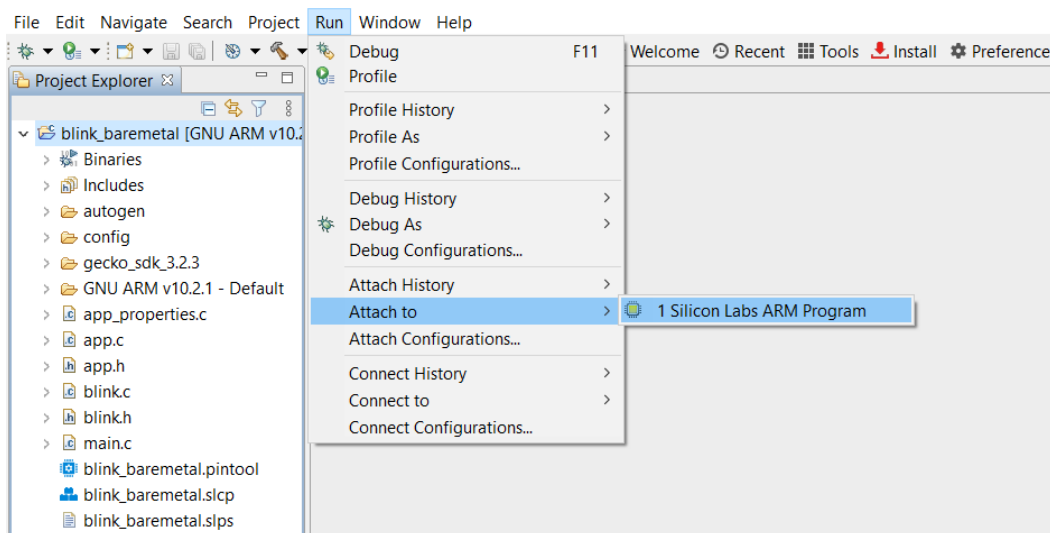 File Edit Navigate Search Project Run Window Help
Welcome Recent Tools Install Preference
Project Explorer
blink_baremetal [GNU ARM v10.2
Binaries
Includes
autogen
config
gecko_sdk_3.2.3
GNU ARM v10.2.1 - Default
app_properties.c
app.c
app.h
blink.c
blink.h
main.c
blink_baremetal.pintool
blink_baremetal.slcp
blink_baremetal.slps
Debug F11
Profile
Profile History
Profile As
Profile Configurations...
Debug History
Debug As
Debug Configurations...
Attach History
Attach to
Attach Configurations...
Connect History
Connect to
Connect Configurations...
1 Silicon Labs ARM Program